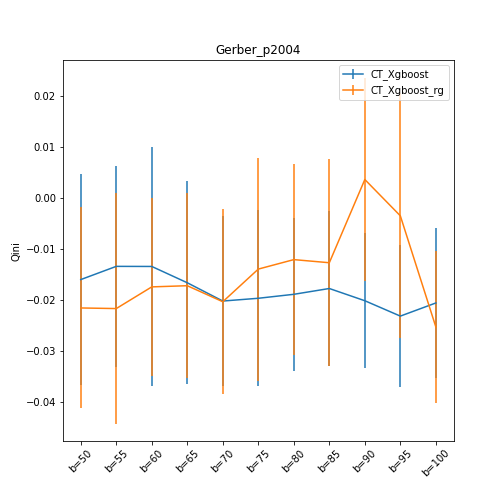 Gerber_p2004
CT_Xgboost
CT_Xgboost_rg
Qini
0.02
0.01
0.00
−0.01
−0.02
−0.03
−0.04
b=50
b=55
b=60
b=65
b=70
b=75
b=80
b=85
b=90
b=95
b=100